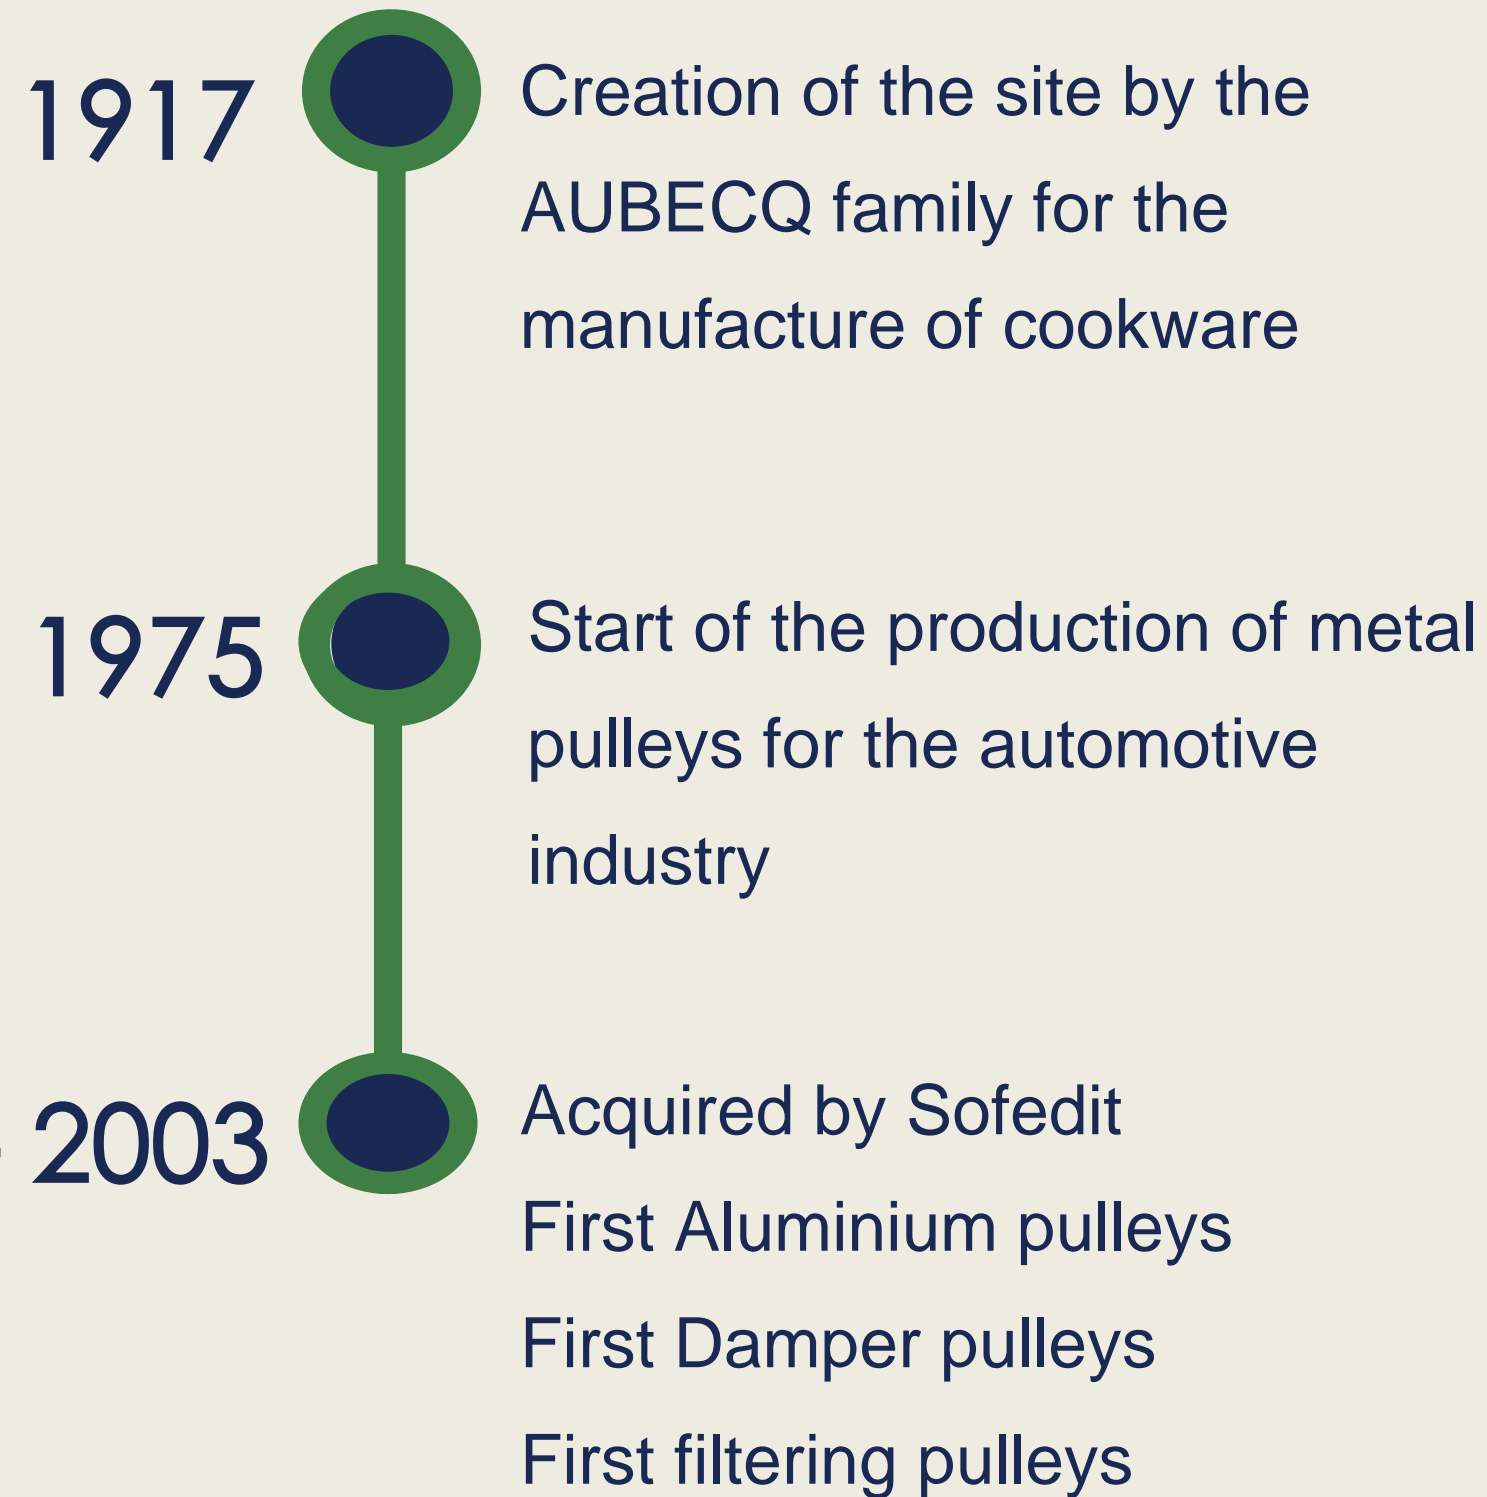 1917
Creation of the site by the
AUBECQ family for the
manufacture of cookware
1975
Start of the production of metal
pulleys for the automotive
industry
2003
Acquired by Sofedit
First Aluminium pulleys
First Damper pulleys
First filtering pulleys